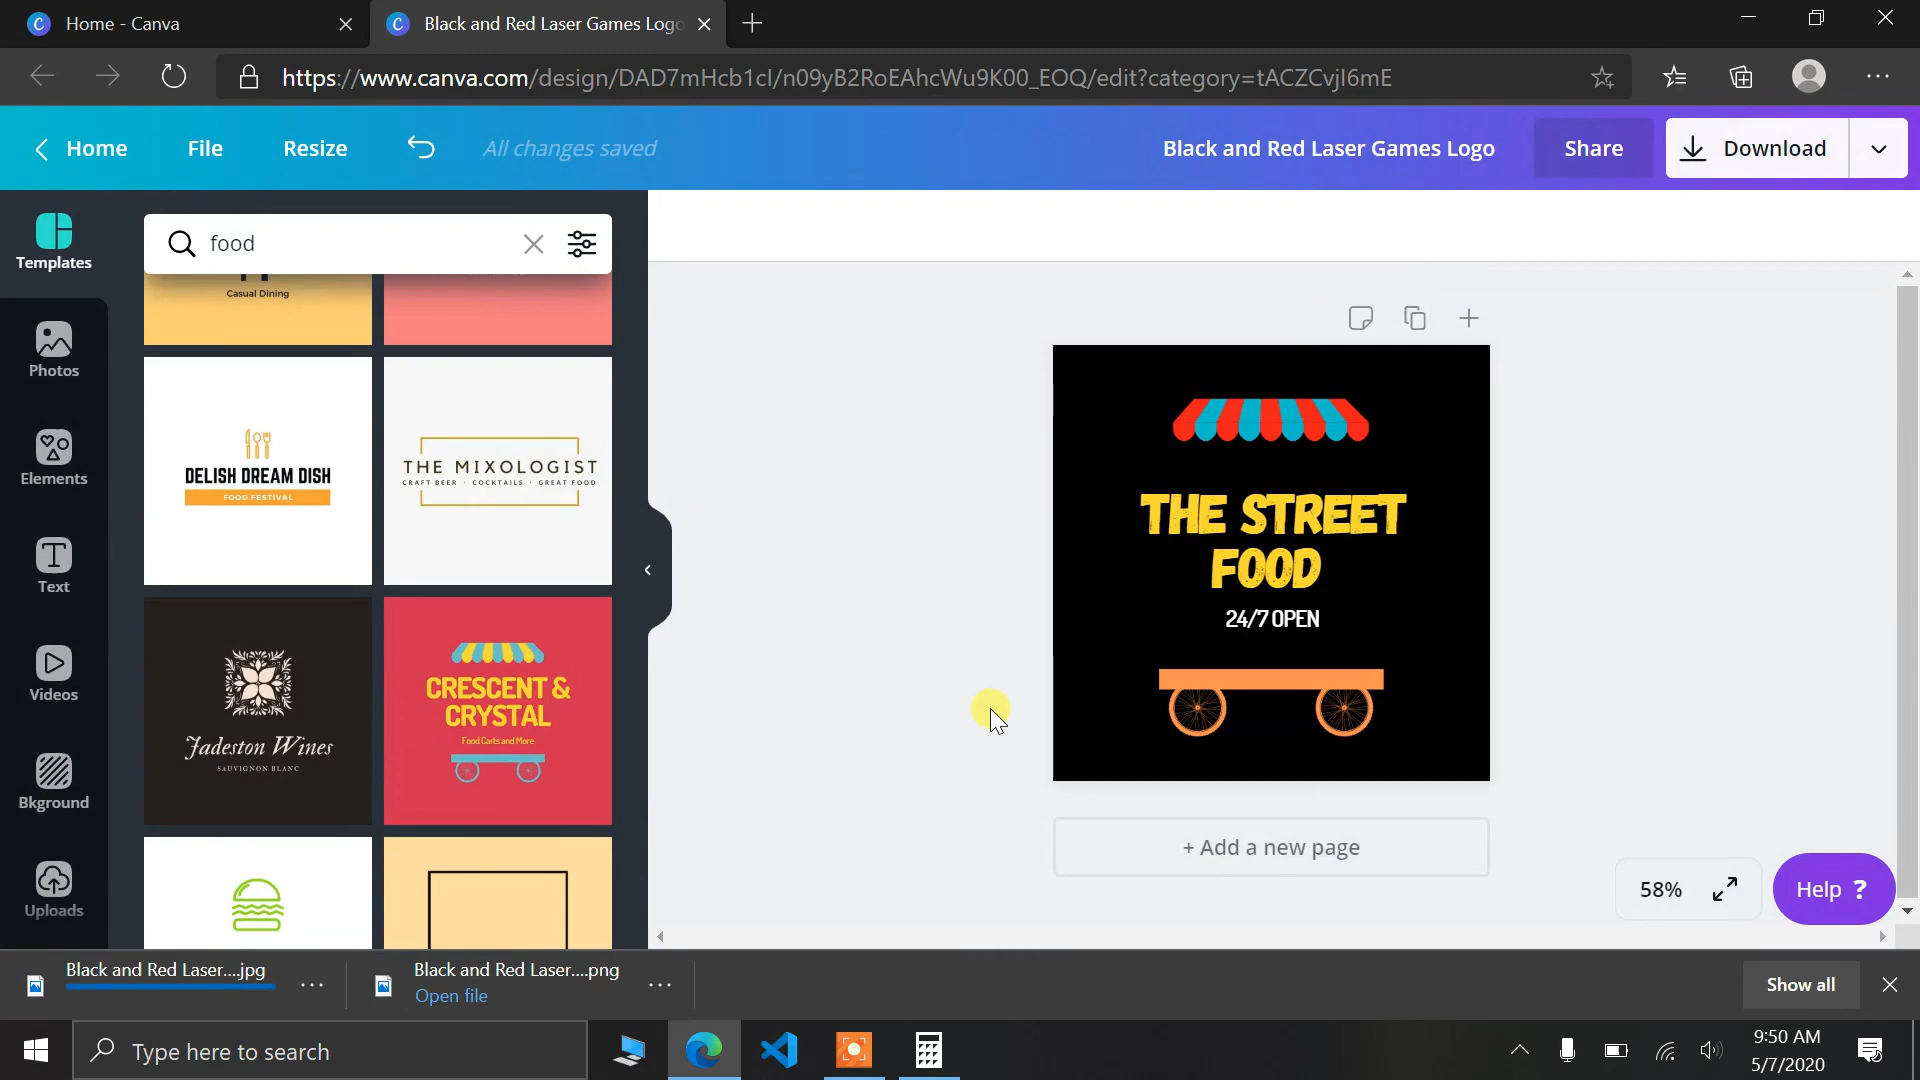 Home - Canva
Black and Red Laser Games Logo
https://www.canva.com/design/DAD7mHcb1cI/n09yB2RoEAhcWu9K00_EOQ/edit?category=tACZCvjI6mE
Home
File
Resize
All changes saved
Black and Red Laser Games Logo
Share
Download
Templates
Photos
Elements
Text
Videos
Bkground
Uploads
food
Casual Dining
DELISH DREAM DISH
FOOD FESTIVAL
THE MIXOLOGIST
CRAFT BEER · COCKTAILS · GREAT FOOD
Jadeston Wines
SAUVIGNON BLANC
CRESCENT &
CRYSTAL
Food Carts and More
THE STREET
FOOD
24/7 OPEN
+ Add a new page
58%
Help ?
Black and Red Laser....jpg
Black and Red Laser....png
Open file
Show all
Type here to search
9:50 AM
5/7/2020